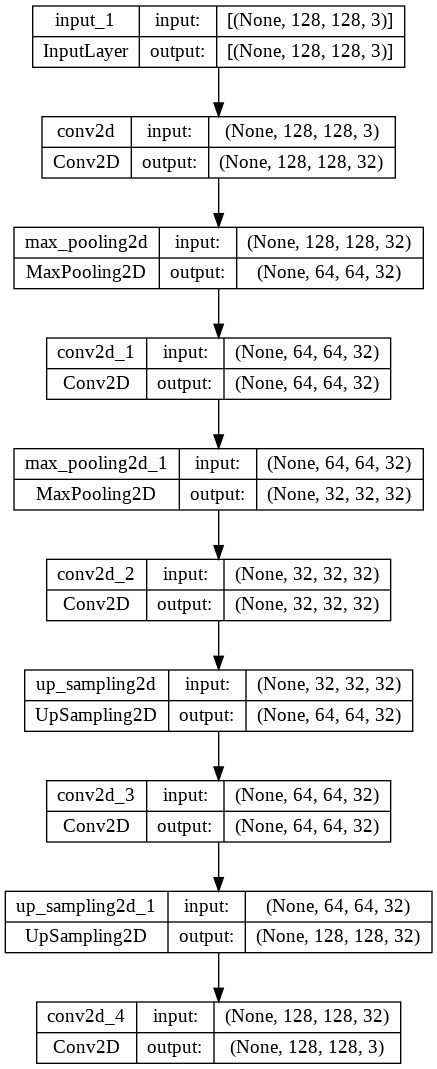 input_1 input: [(None, 128, 128, 3)]
InputLayer output: [(None, 128, 128, 3)]
conv2d input: (None, 128, 128, 3)
Conv2D output: (None, 128, 128, 32)
max_pooling2d input: (None, 128, 128, 32)
MaxPooling2D output: (None, 64, 64, 32)
conv2d_1 input: (None, 64, 64, 32)
Conv2D output: (None, 64, 64, 32)
max_pooling2d_1 input: (None, 64, 64, 32)
MaxPooling2D output: (None, 32, 32, 32)
conv2d_2 input: (None, 32, 32, 32)
Conv2D output: (None, 32, 32, 32)
up_sampling2d input: (None, 32, 32, 32)
UpSampling2D output: (None, 64, 64, 32)
conv2d_3 input: (None, 64, 64, 32)
Conv2D output: (None, 64, 64, 32)
up_sampling2d_1 input: (None, 64, 64, 32)
UpSampling2D output: (None, 128, 128, 32)
conv2d_4 input: (None, 128, 128, 32)
Conv2D output: (None, 128, 128, 3)